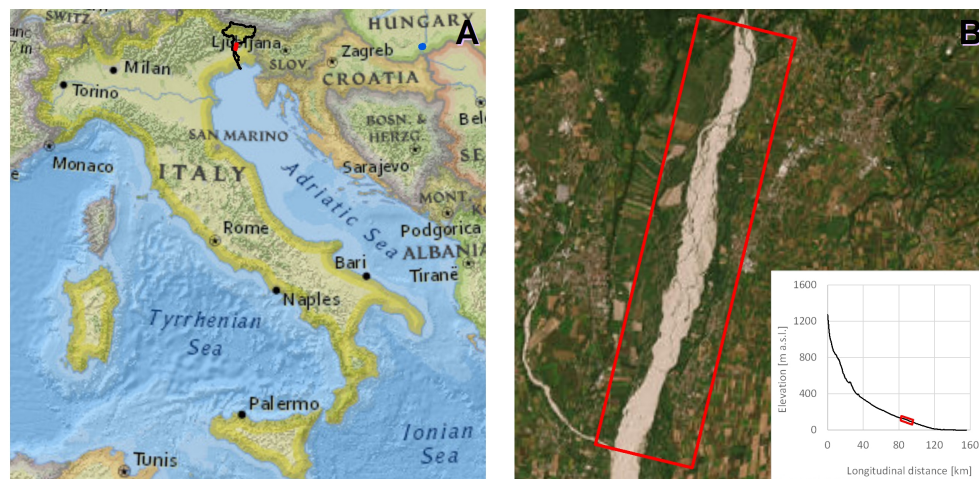 SWITZ
HUNGARY
A
Ljubljana
SLOV.
Zagreb
Milan
CROATIA
Torino
SAN MARINO
BOSN. &
HERZG.
Monaco
ITALY
Sarajevo
Adriatic Sea
MONT.
Rome
Podgorica
ALBANIA
Bari
Tiranë
Naples
Tyrrhenian
Sea
Palermo
Ionian
Sea
Tunis
B
1600
1200
800
400
0
0 40 80 120 160
Elevation [m a.s.l.]
Longitudinal distance [km]